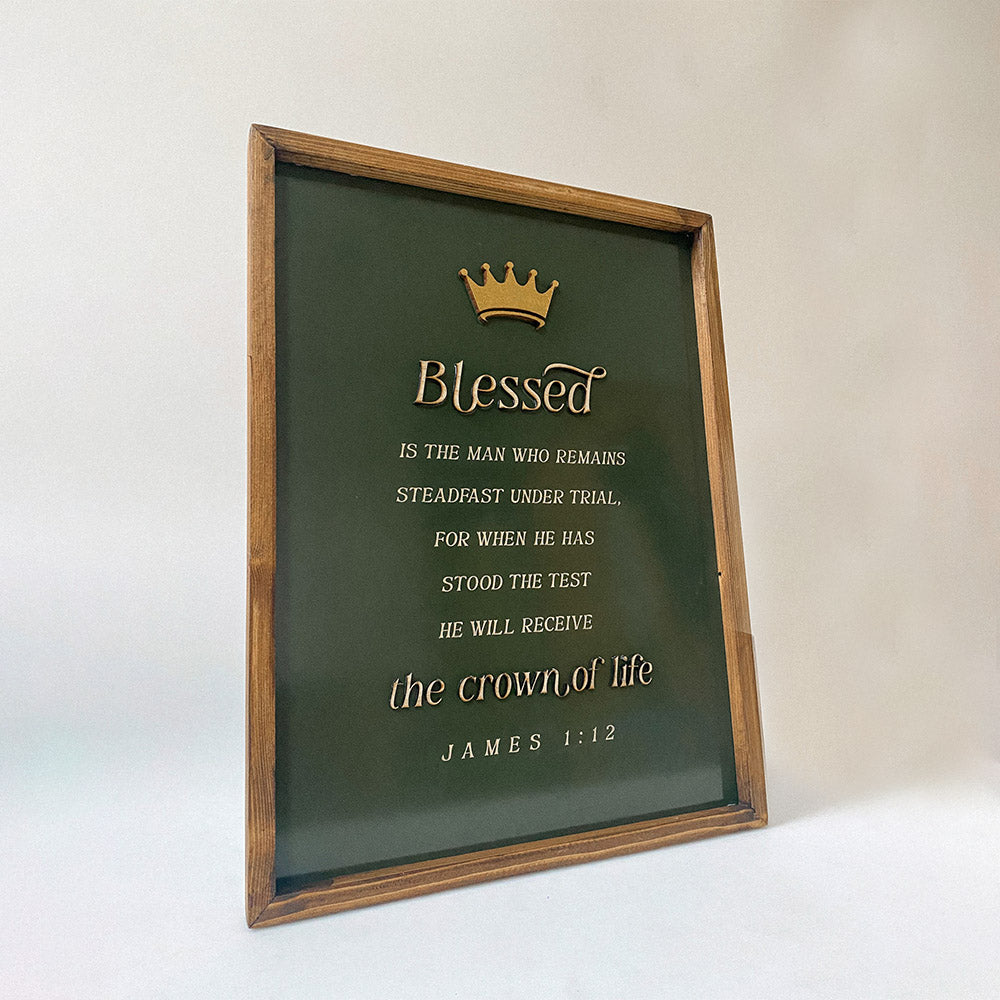 Blessed
IS THE MAN WHO REMAINS
STEADFAST UNDER TRIAL,
FOR WHEN HE HAS
STOOD THE TEST
HE WILL RECEIVE
the crown of life
JAMES 1:12